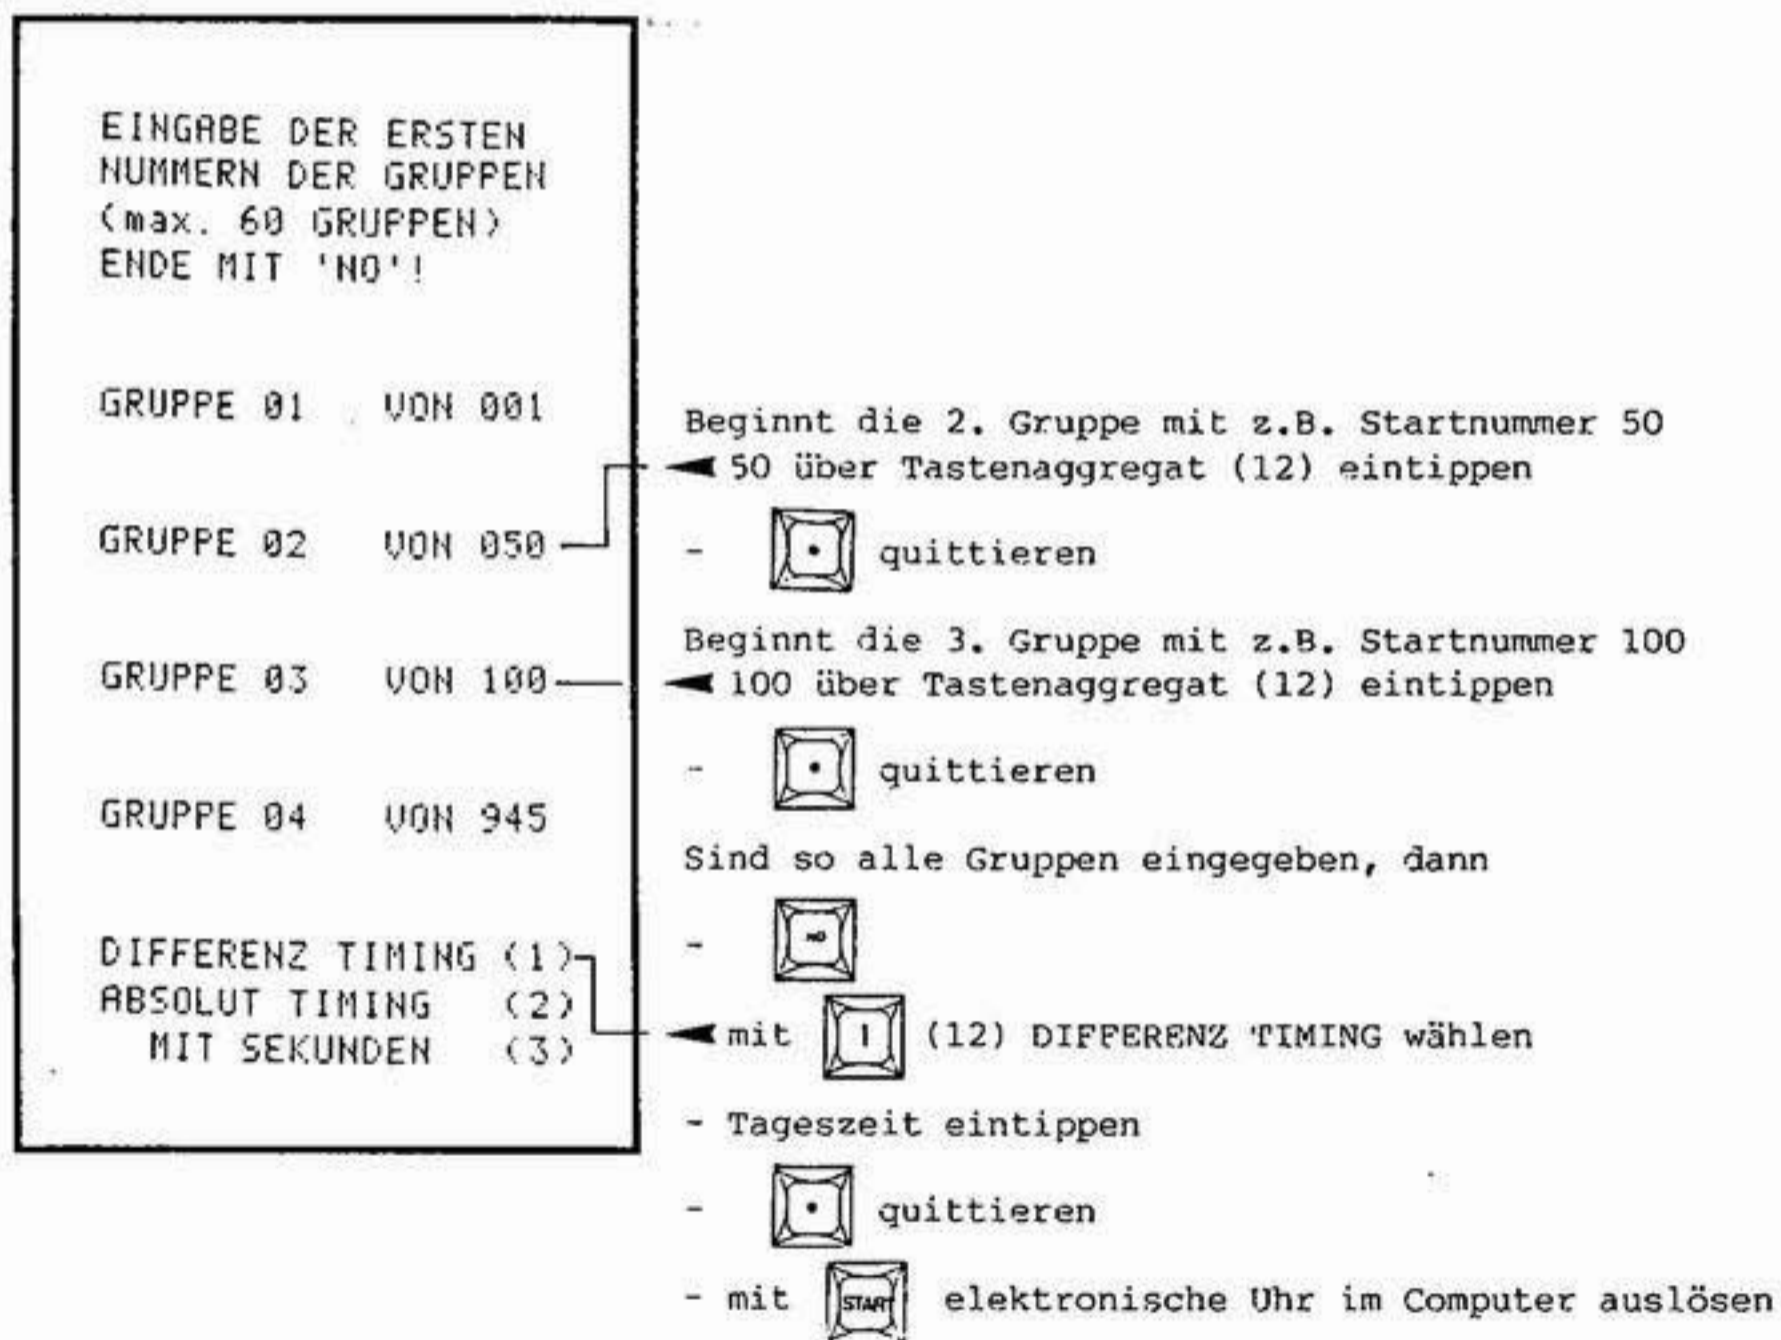 EINGABE DER ERSTEN
NUMMERN DER GRUPPEN
(max. 60 GRUPPEN)
ENDE MIT 'NO'!
GRUPPE 01 VON 001
GRUPPE 02 VON 050
GRUPPE 03 VON 100
GRUPPE 04 VON 945
DIFFERENZ TIMING (1)
ABSOLUT TIMING (2)
MIT SEKUNDEN (3)
Beginnt die 2. Gruppe mit z.B. Startnummer 50
50 über Tastenaggregat (12) eintippen
- • quittieren
Beginnt die 3. Gruppe mit z.B. Startnummer 100
100 über Tastenaggregat (12) eintippen
- • quittieren
Sind so alle Gruppen eingegeben, dann
- NO
mit 1 (12) DIFFERENZ TIMING wählen
- Tageszeit eintippen
- • quittieren
- mit START elektronische Uhr im Computer auslösen